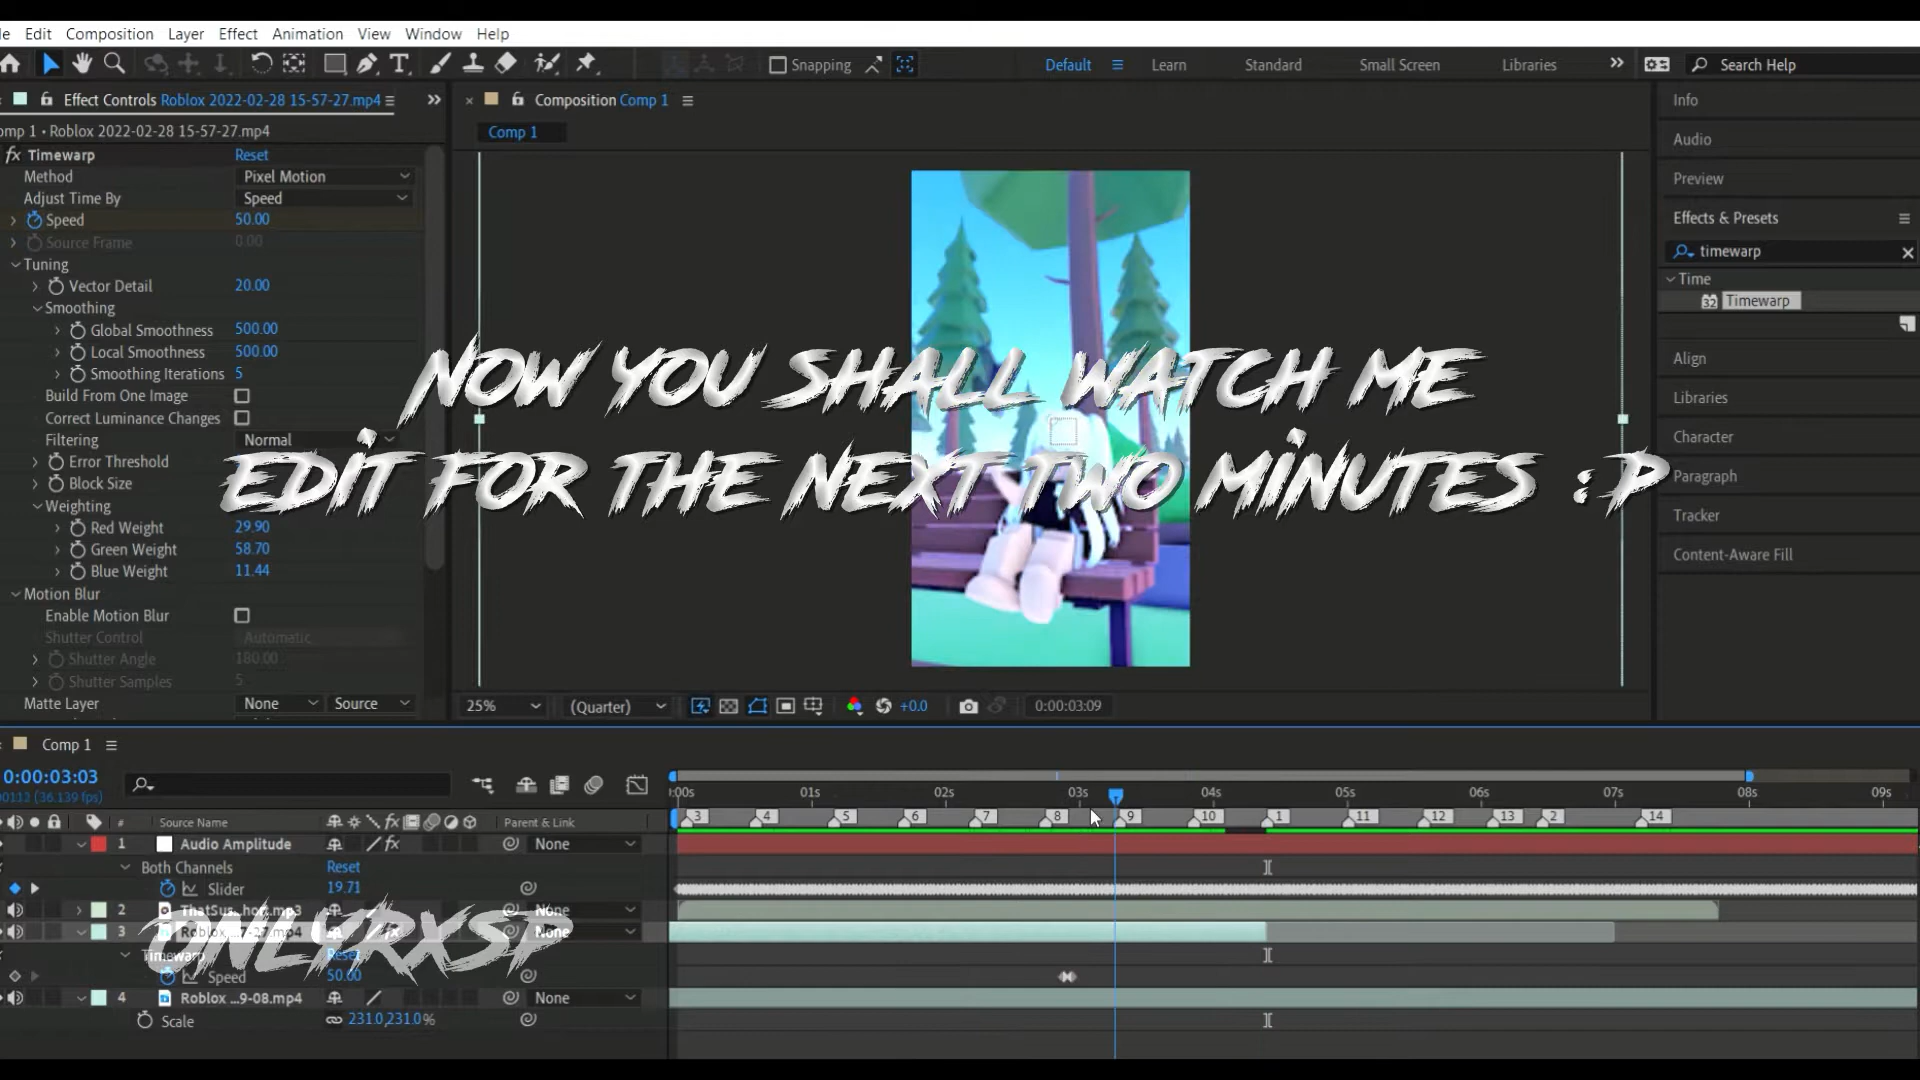 Edit Composition Layer Effect Animation View Window Help
Snapping Default Learn Standard Small Screen Libraries Search Help
Effect Controls Roblox 2022-02-28 15-57-27.mp4
Composition Comp 1
Info
omp 1 • Roblox 2022-02-28 15-57-27.mp4
Comp 1
Audio
fx Timewarp Reset
Method Pixel Motion
Preview
Adjust Time By Speed
Speed 50.00
Effects & Presets
Source Frame 0.00
timewarp
Tuning
Time
Vector Detail 20.00
32 Timewarp
Smoothing
Global Smoothness 500.00
Local Smoothness 500.00
Align
Smoothing Iterations 5
NOW YOU SHALL WATCH ME
Build From One Image
Libraries
Correct Luminance Changes
Filtering Normal
Character
Error Threshold
EDIT FOR THE NEXT TWO MINUTES :P
Block Size
Paragraph
Weighting
Tracker
Red Weight 29.90
Green Weight 58.70
Content-Aware Fill
Blue Weight 11.44
Motion Blur
Enable Motion Blur
Shutter Control Automatic
Shutter Angle 180.00
Shutter Samples 5
Matte Layer None Source
25% (Quarter) +0.0 0:00:03:09
Comp 1
0:00:03:03
(36.139 fps)
:00s 01s 02s 03s 04s 05s 06s 07s 08s 09s
3 4 5 6 7 8 9 10 1 11 12 13 2 14
# Source Name fx Parent & Link
1 Audio Amplitude fx None
Both Channels Reset
Slider 19.71
2 ThatSus..hor.mp3 None
3 Roblox...7-27.mp4 fx None
ONLYRXSP
Timewarp Reset
Speed 50.00
4 Roblox ...9-08.mp4 None
Scale 231.0,231.0%